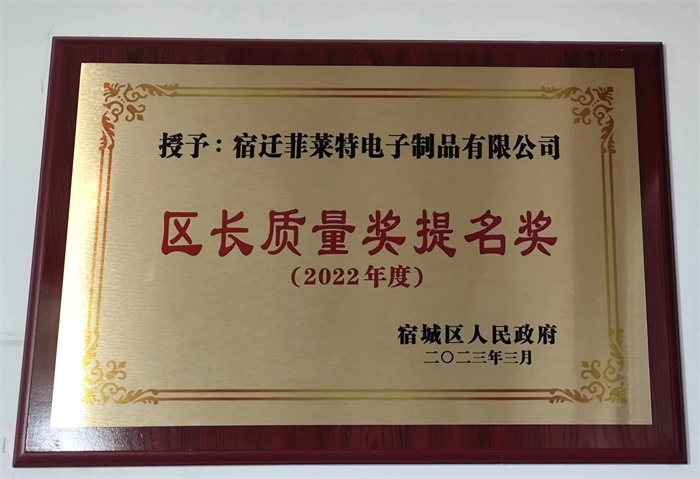 授予：宿迁菲莱特电子制品有限公司
区长质量奖提名奖
（2022年度）
宿城区人民政府
二〇二三年三月